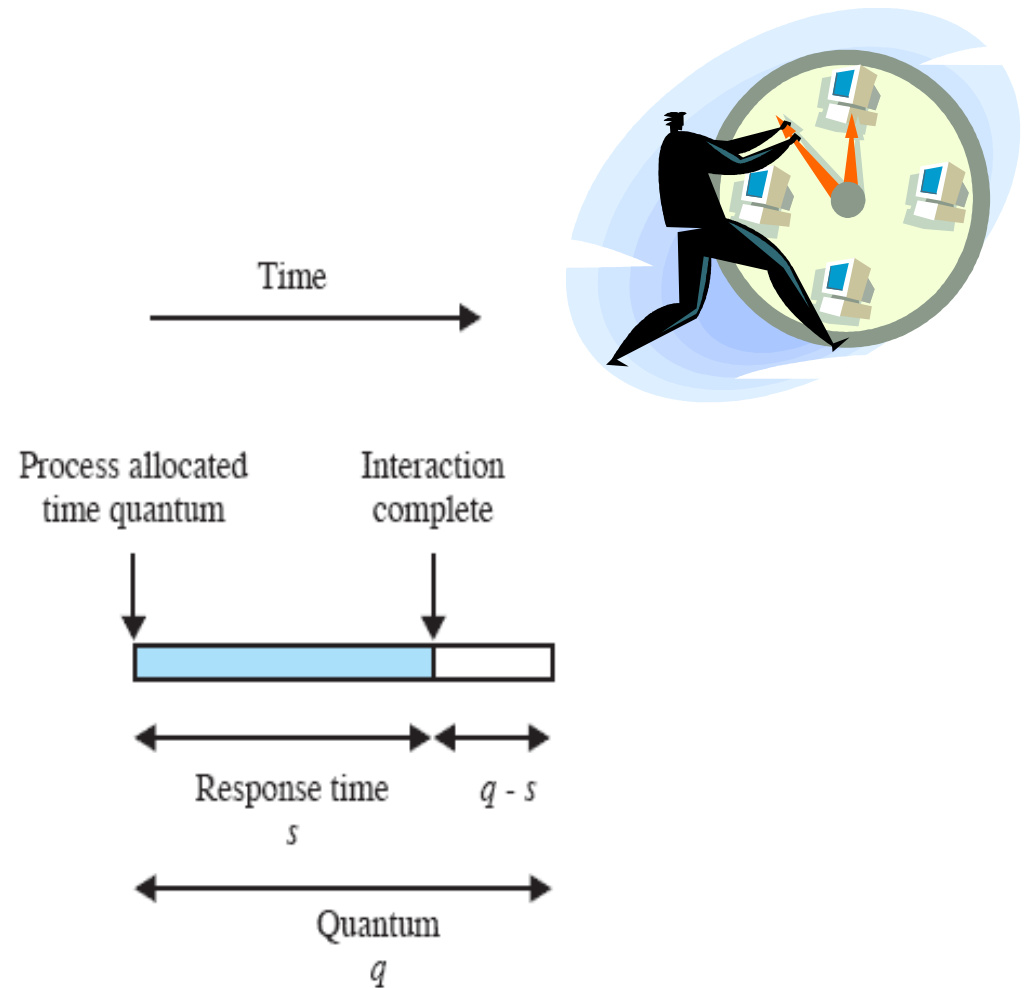 Time
Process allocated
time quantum
Interaction
complete
Response time
s
q - s
Quantum
q